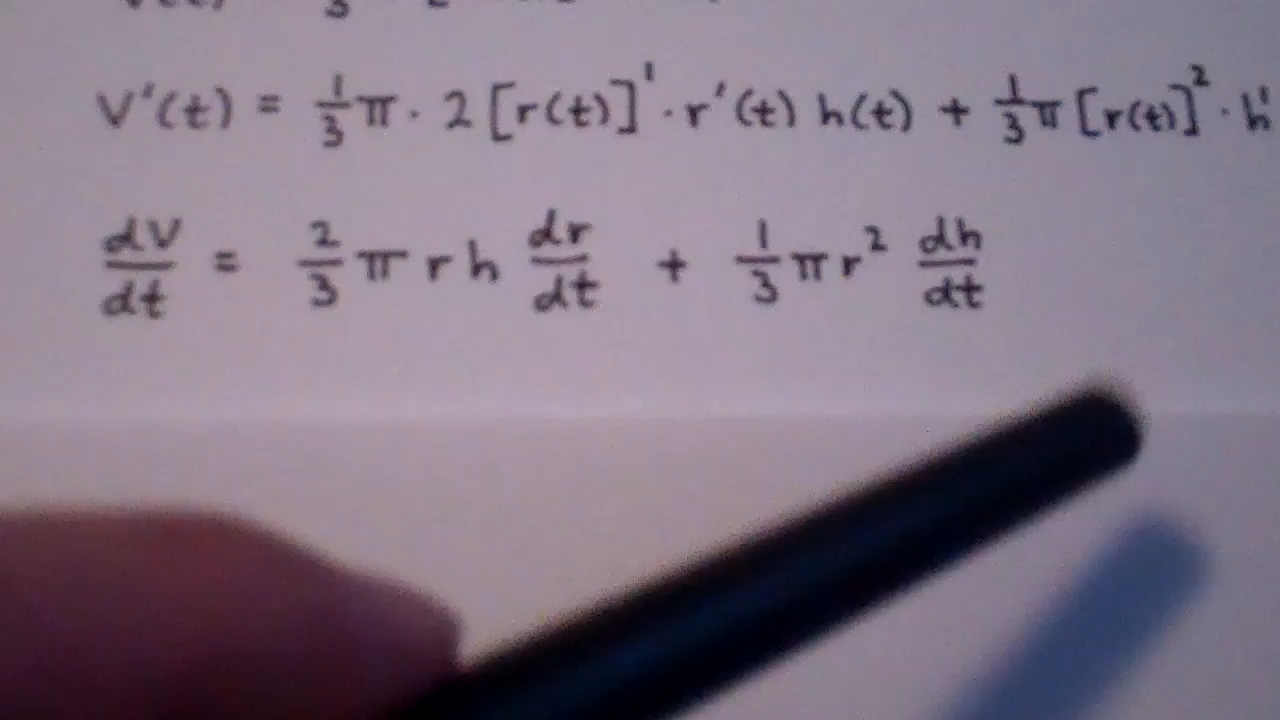 V'(t) = 1/3 π · 2 [r(t)]¹ · r'(t) h(t) + 1/3 π [r(t)]² · h'
dV/dt = 2/3 π r h dr/dt + 1/3 π r² dh/dt